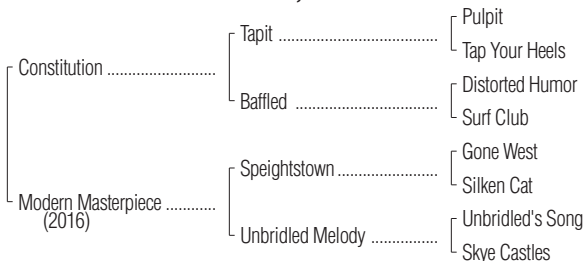 Pulpit
Tapit ......................................
Tap Your Heels
Constitution ..........................
Distorted Humor
Baffled ..................................
Surf Club
Gone West
Speightstown ........................
Silken Cat
Modern Masterpiece ............
(2016)
Unbridled's Song
Unbridled Melody ................
Skye Castles